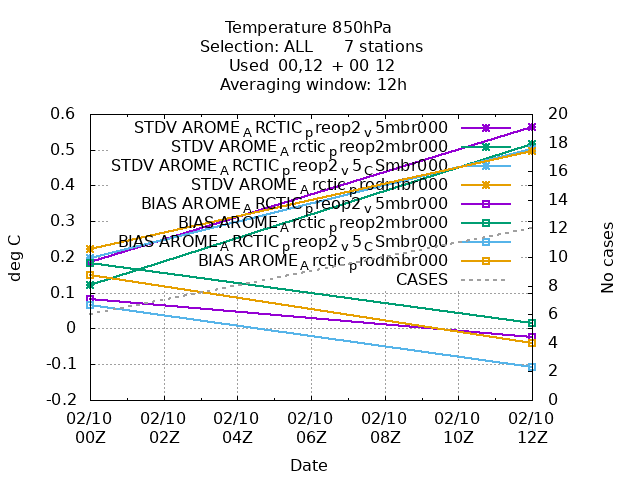 Temperature 850hPa
Selection: ALL 7 stations
Used 00,12 + 00 12
Averaging window: 12h
STDV AROME_ARCTIC_preop2_v5mbr000
STDV AROME_Arctic_preop2mbr000
STDV AROME_ARCTIC_preop2_v5_CSmbr000
STDV AROME_Arctic_prodmbr000
BIAS AROME_ARCTIC_preop2_v5mbr000
BIAS AROME_Arctic_preop2mbr000
BIAS AROME_ARCTIC_preop2_v5_CSmbr000
BIAS AROME_Arctic_prodmbr000
CASES
0.6
0.5
0.4
0.3
0.2
0.1
0
-0.1
-0.2
deg C
20
18
16
14
12
10
8
6
4
2
0
No cases
02/10 02/10 02/10 02/10 02/10 02/10 02/10
00Z 02Z 04Z 06Z 08Z 10Z 12Z
Date